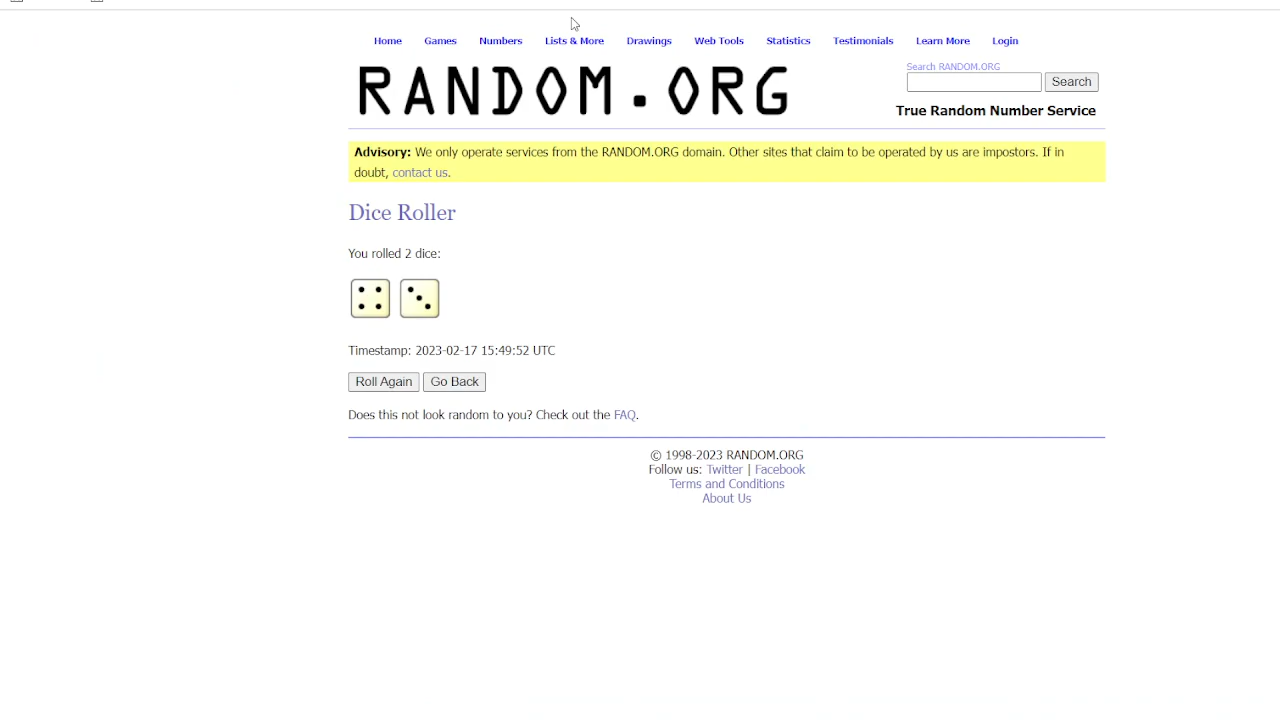 Home Games Numbers Lists & More Drawings Web Tools Statistics Testimonials Learn More Login
RANDOM.ORG
Search RANDOM.ORG
Search
True Random Number Service
Advisory: We only operate services from the RANDOM.ORG domain. Other sites that claim to be operated by us are impostors. If in
doubt, contact us.
Dice Roller
You rolled 2 dice:
Timestamp: 2023-02-17 15:49:52 UTC
Roll Again Go Back
Does this not look random to you? Check out the FAQ.
© 1998-2023 RANDOM.ORG
Follow us: Twitter | Facebook
Terms and Conditions
About Us